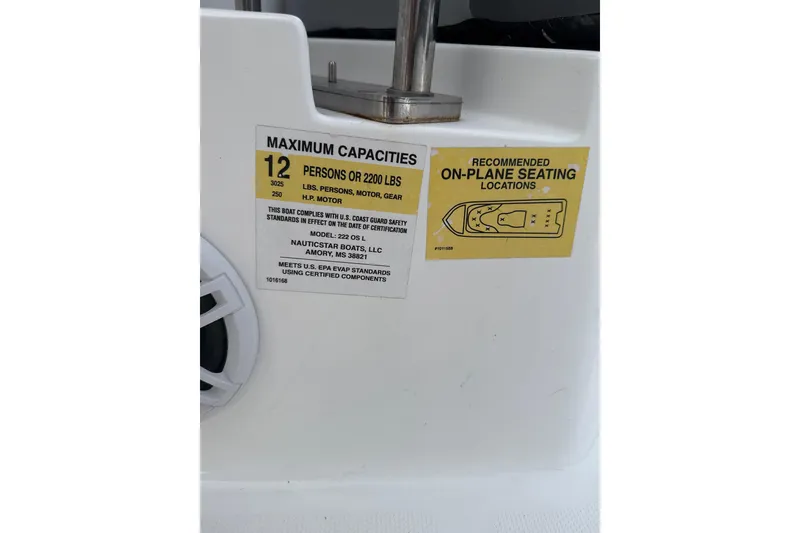 MAXIMUM CAPACITIES
12 PERSONS OR 2200 LBS
3025 LBS. PERSONS, MOTOR, GEAR
250 H.P. MOTOR
THIS BOAT COMPLIES WITH U.S. COAST GUARD SAFETY
STANDARDS IN EFFECT ON THE DATE OF CERTIFICATION
MODEL: 222 OS L
NAUTICSTAR BOATS, LLC
AMORY, MS 38821
MEETS U.S. EPA EVAP STANDARDS
USING CERTIFIED COMPONENTS
1016168
RECOMMENDED
ON-PLANE SEATING
LOCATIONS